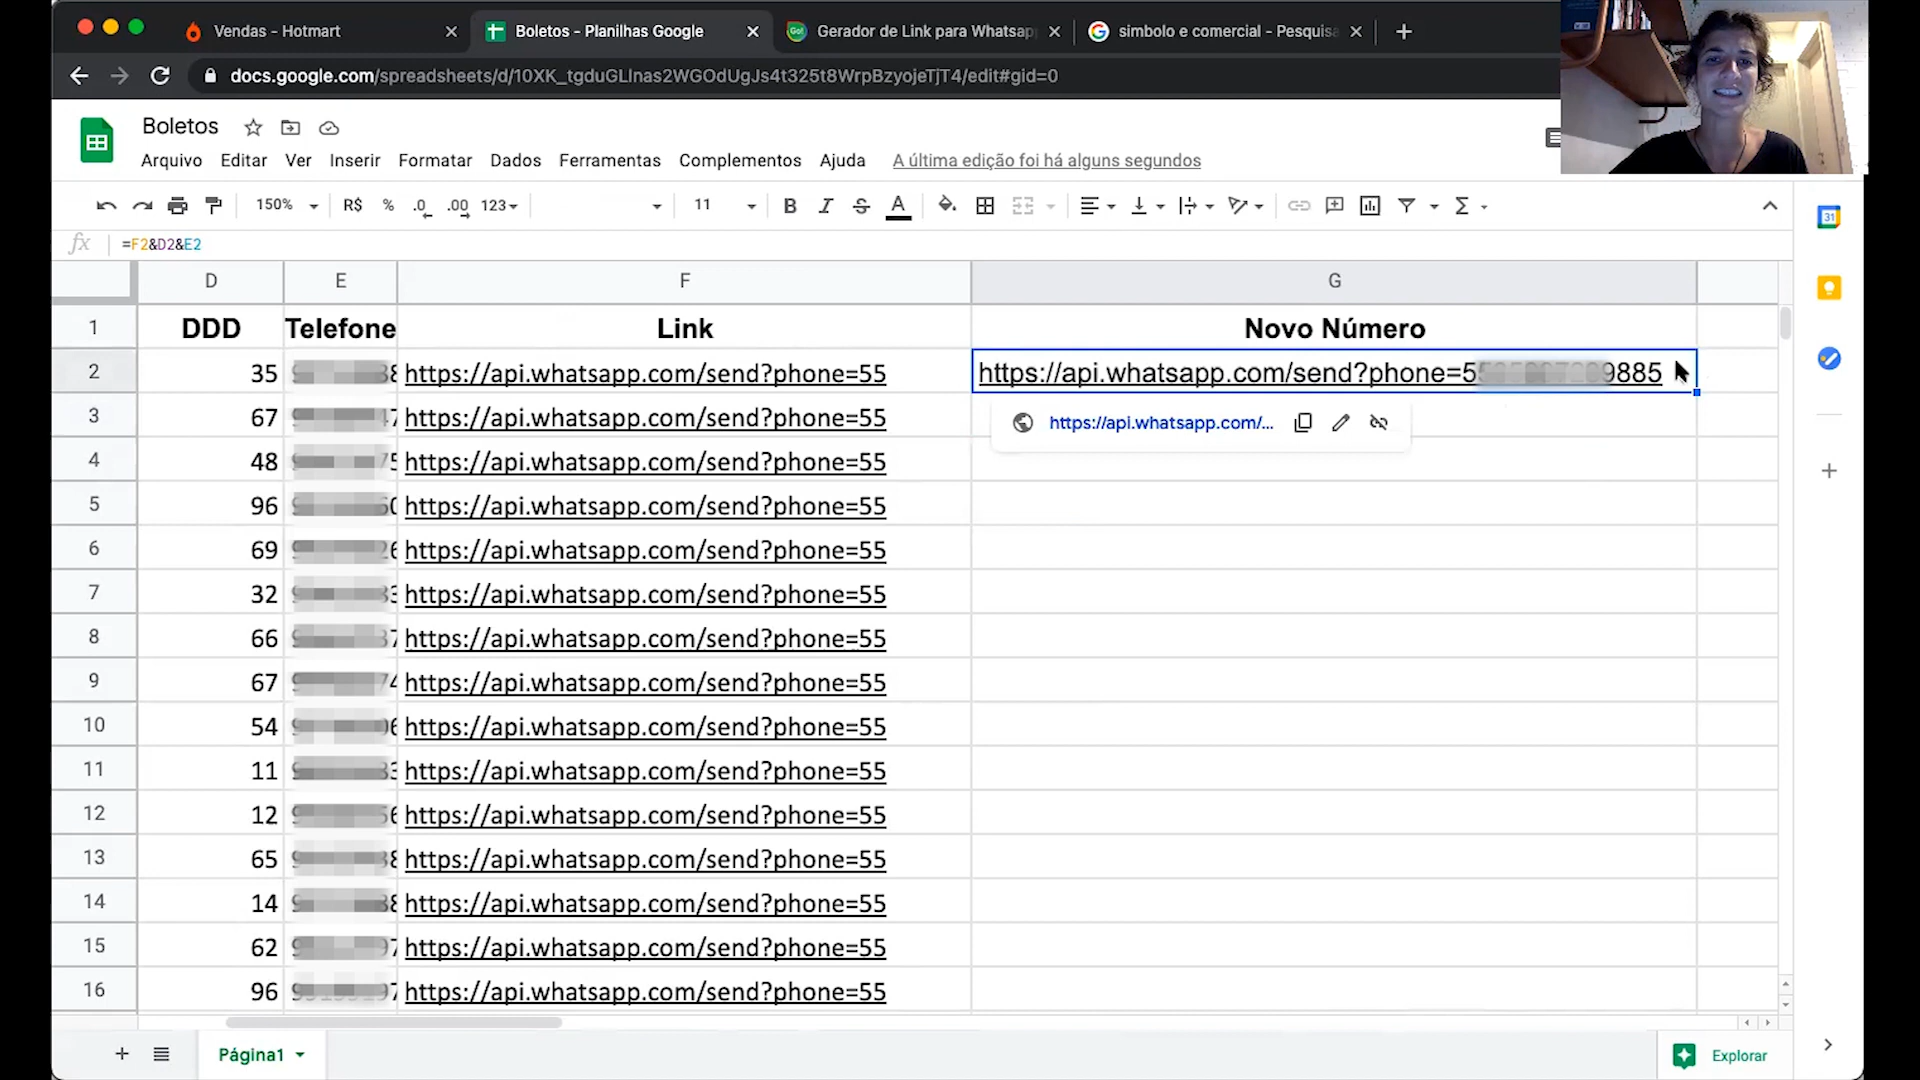 Vendas - Hotmart
Boletos - Planilhas Google
Gerador de Link para Whatsap
simbolo e comercial - Pesquisa
docs.google.com/spreadsheets/d/10XK_tgduGLlnas2WGOdUgJs4t325t8WrpBzyojeTjT4/edit#gid=0
Boletos
Arquivo Editar Ver Inserir Formatar Dados Ferramentas Complementos Ajuda A última edição foi há alguns segundos
150% R$ % .0 .00 123 11 B I S A
fx =F2&D2&E2
D E F G
1 DDD Telefone Link Novo Número
2 35 https://api.whatsapp.com/send?phone=55 https://api.whatsapp.com/send?phone=5 9885
https://api.whatsapp.com/...
3 67 https://api.whatsapp.com/send?phone=55
4 48 https://api.whatsapp.com/send?phone=55
5 96 https://api.whatsapp.com/send?phone=55
6 69 https://api.whatsapp.com/send?phone=55
7 32 https://api.whatsapp.com/send?phone=55
8 66 https://api.whatsapp.com/send?phone=55
9 67 https://api.whatsapp.com/send?phone=55
10 54 https://api.whatsapp.com/send?phone=55
11 11 https://api.whatsapp.com/send?phone=55
12 12 https://api.whatsapp.com/send?phone=55
13 65 https://api.whatsapp.com/send?phone=55
14 14 https://api.whatsapp.com/send?phone=55
15 62 https://api.whatsapp.com/send?phone=55
16 96 https://api.whatsapp.com/send?phone=55
Página1
Explorar